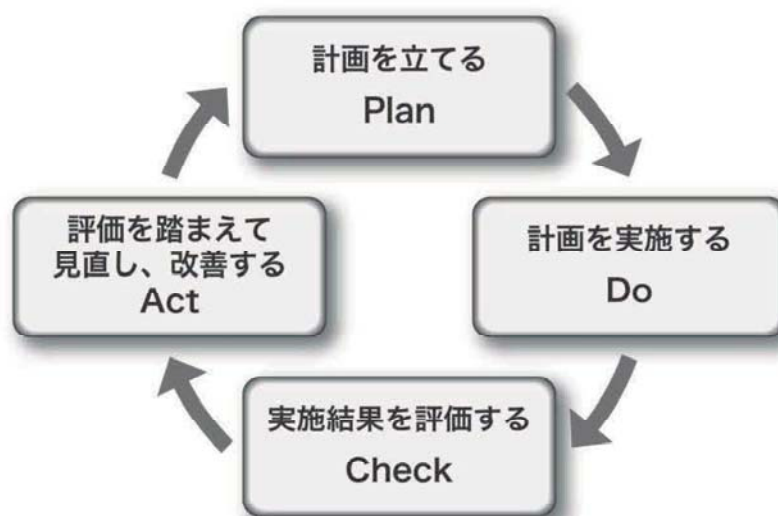 計画を立てる
Plan
計画を実施する
Do
実施結果を評価する
Check
評価を踏まえて
見直し、改善する
Act